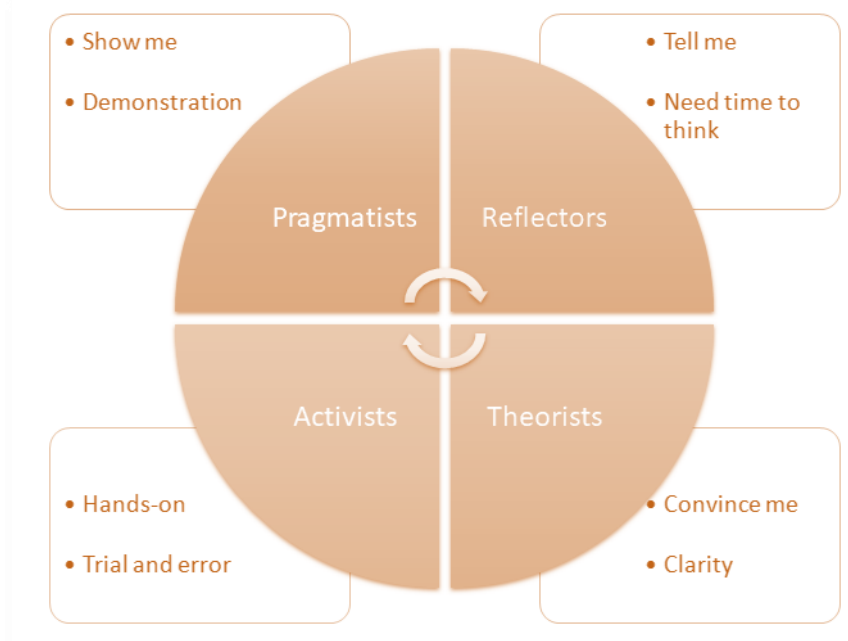 • Show me
• Demonstration
• Tell me
• Need time to
think
Pragmatists
Reflectors
Activists
Theorists
• Hands-on
• Trial and error
• Convince me
• Clarity